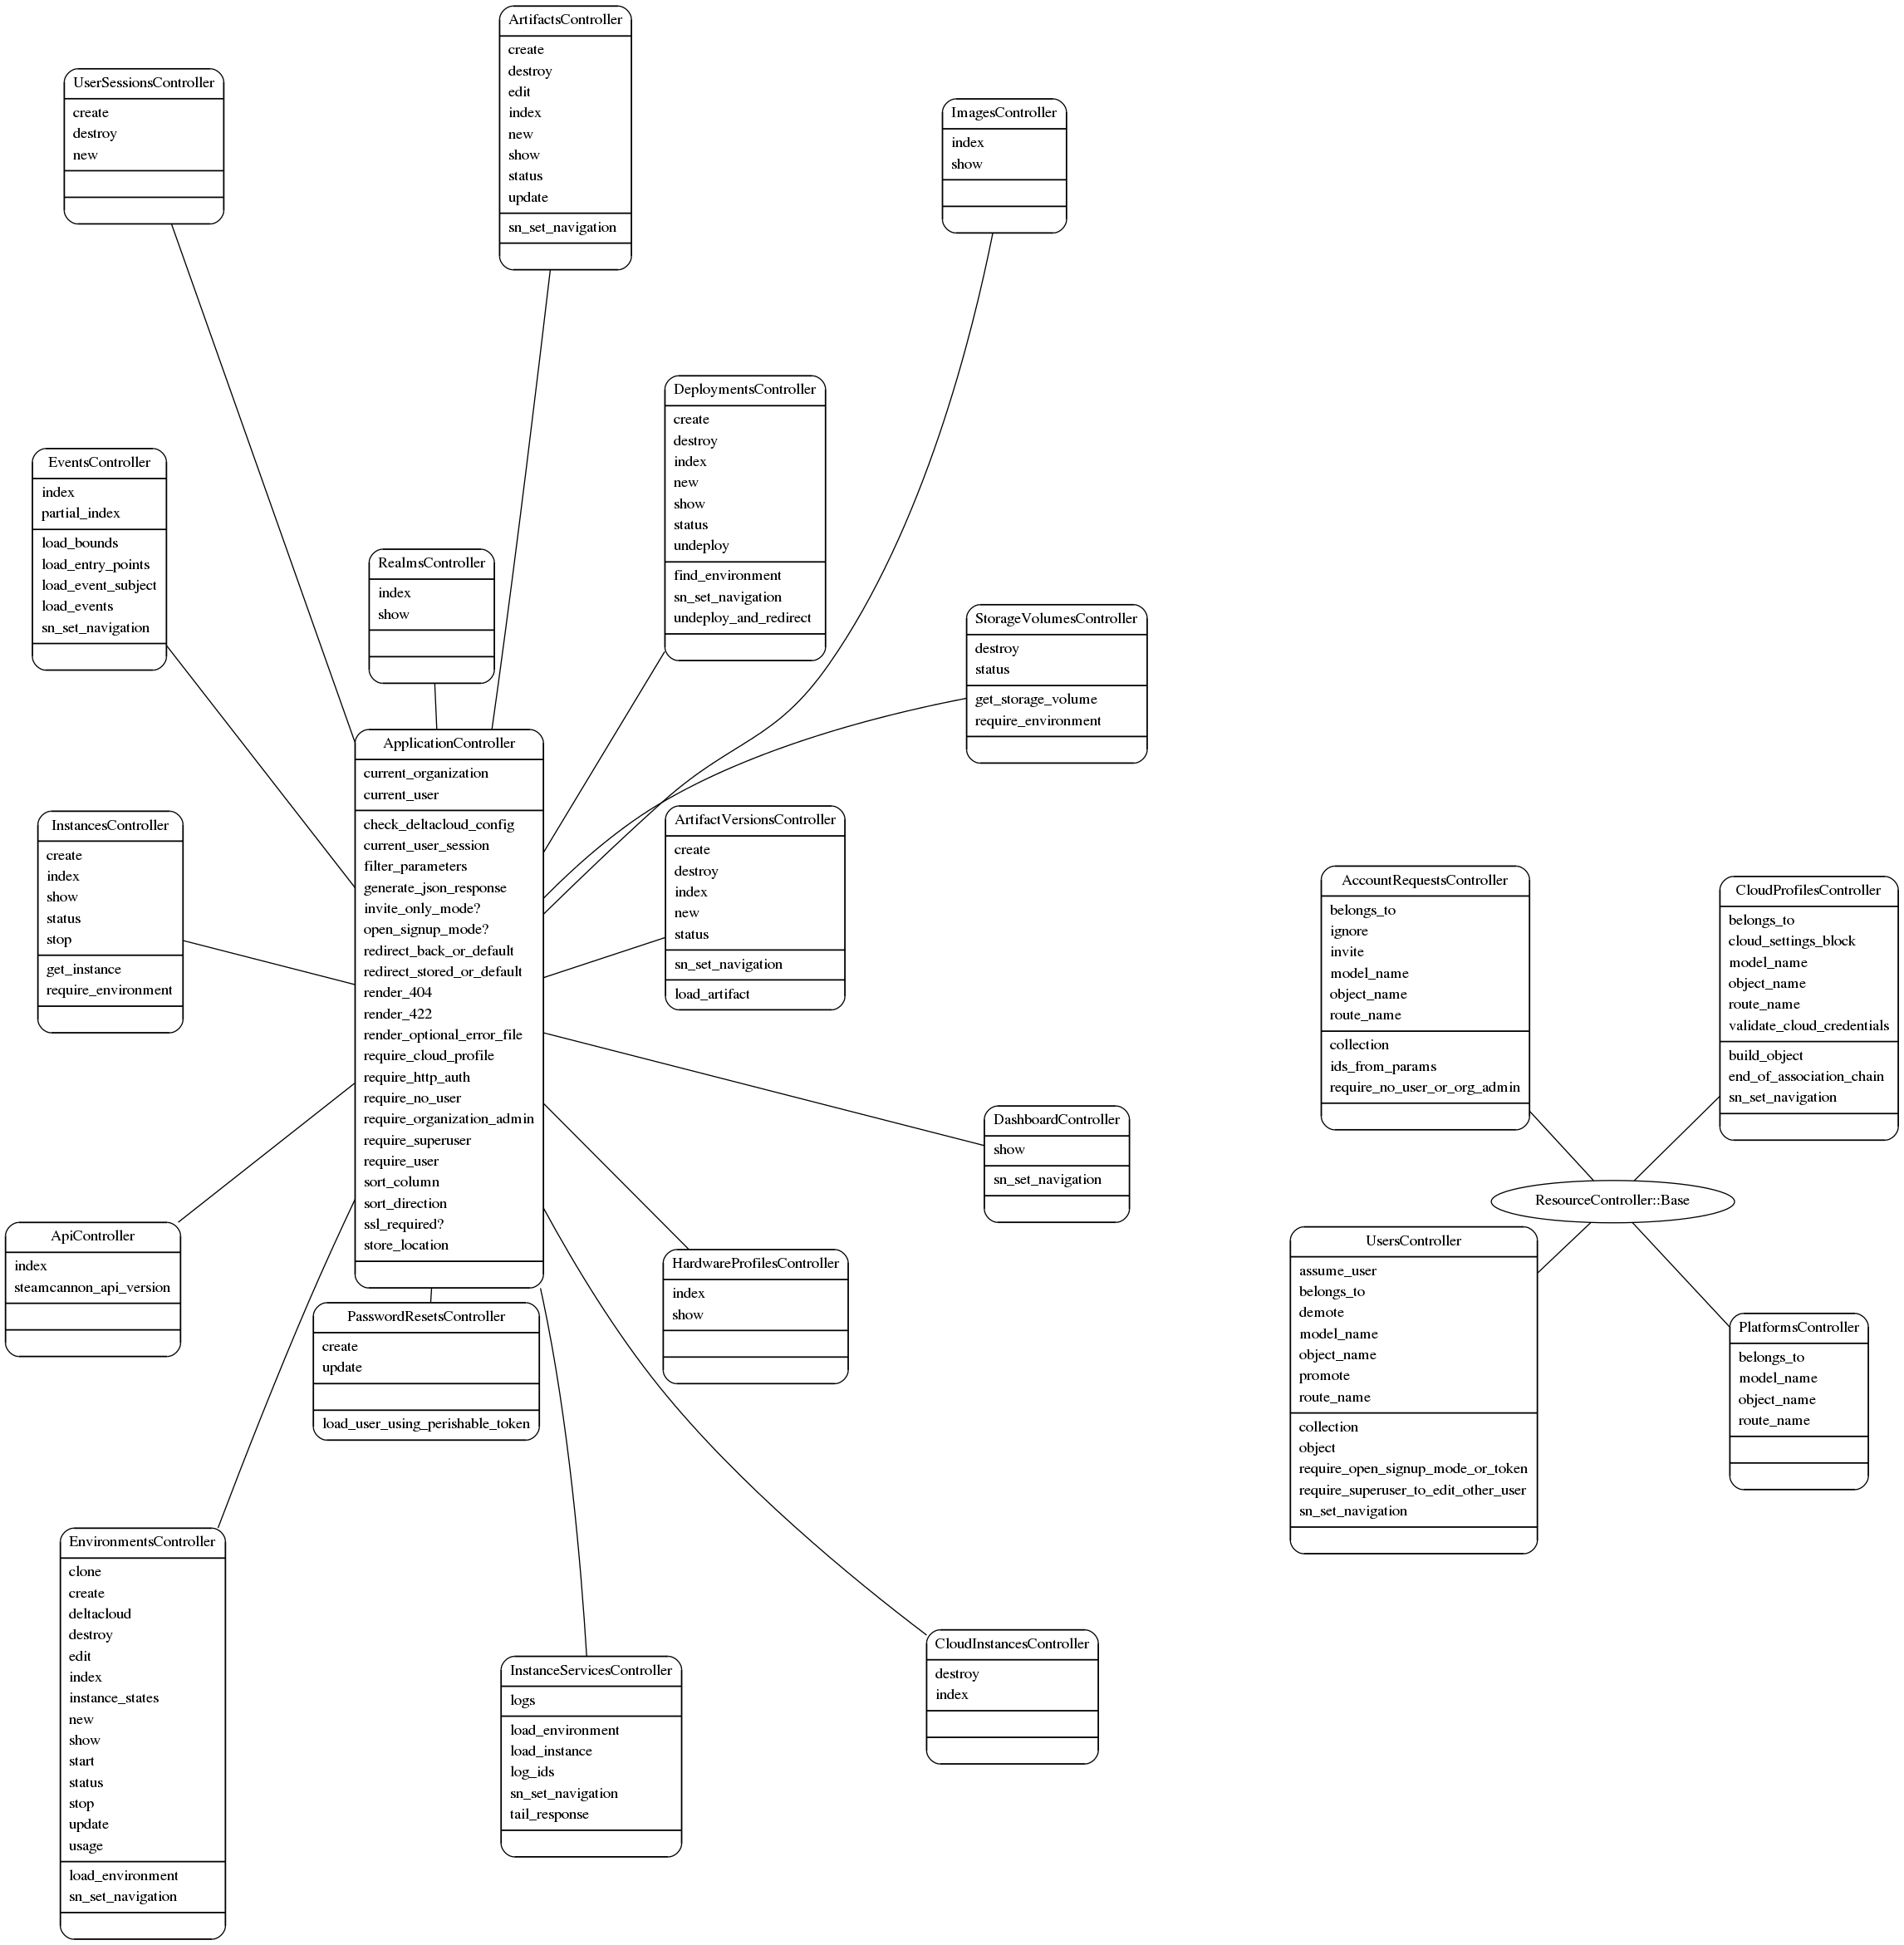 ArtifactsController
create
destroy
edit
index
new
show
status
update
sn_set_navigation
UserSessionsController
create
destroy
new
ImagesController
index
show
DeploymentsController
create
destroy
index
new
show
status
undeploy
find_environment
sn_set_navigation
undeploy_and_redirect
EventsController
index
partial_index
load_bounds
load_entry_points
load_event_subject
load_events
sn_set_navigation
RealmsController
index
show
StorageVolumesController
destroy
status
get_storage_volume
require_environment
ApplicationController
current_organization
current_user
check_deltacloud_config
current_user_session
filter_parameters
generate_json_response
invite_only_mode?
open_signup_mode?
redirect_back_or_default
redirect_stored_or_default
render_404
render_422
render_optional_error_file
require_cloud_profile
require_http_auth
require_no_user
require_organization_admin
require_superuser
require_user
sort_column
sort_direction
ssl_required?
store_location
InstancesController
create
index
show
status
stop
get_instance
require_environment
ArtifactVersionsController
create
destroy
index
new
status
sn_set_navigation
load_artifact
AccountRequestsController
belongs_to
ignore
invite
model_name
object_name
route_name
collection
ids_from_params
require_no_user_or_org_admin
CloudProfilesController
belongs_to
cloud_settings_block
model_name
object_name
route_name
validate_cloud_credentials
build_object
end_of_association_chain
sn_set_navigation
DashboardController
show
sn_set_navigation
ResourceController::Base
ApiController
index
steamcannon_api_version
UsersController
assume_user
belongs_to
demote
model_name
object_name
promote
route_name
collection
object
require_open_signup_mode_or_token
require_superuser_to_edit_other_user
sn_set_navigation
HardwareProfilesController
index
show
PasswordResetsController
create
update
load_user_using_perishable_token
PlatformsController
belongs_to
model_name
object_name
route_name
EnvironmentsController
clone
create
deltacloud
destroy
edit
index
instance_states
new
show
start
status
stop
update
usage
load_environment
sn_set_navigation
InstanceServicesController
logs
load_environment
load_instance
log_ids
sn_set_navigation
tail_response
CloudInstancesController
destroy
index